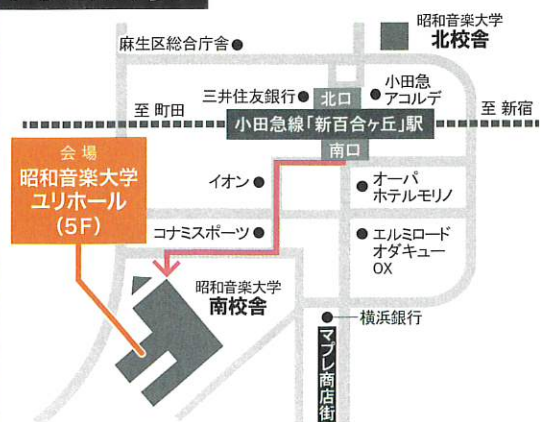 昭和音楽大学
北校舎
麻生区総合庁舎
三井住友銀行
北口
小田急
アコルデ
至 町田
小田急線「新百合ヶ丘」駅
至 新宿
南口
会 場
昭和音楽大学
ユリホール
(5F)
イオン
オーパ
ホテルモリノ
コナミスポーツ
エルミロード
オダキュー
OX
昭和音楽大学
南校舎
横浜銀行
マプレ商店街